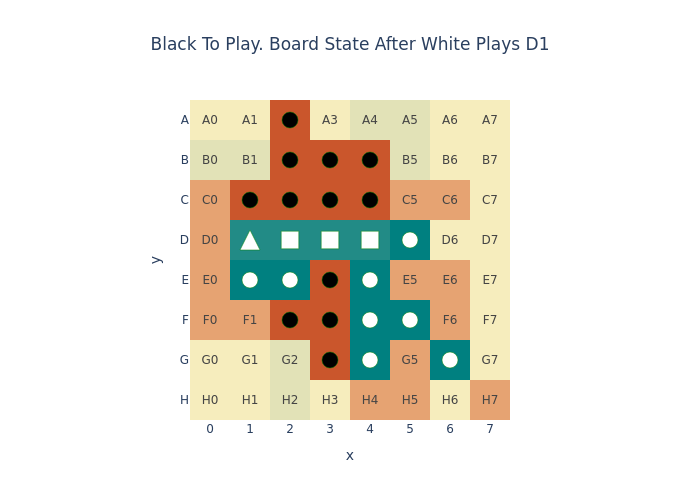 Black To Play. Board State After White Plays D1
A A0 A1 A3 A4 A5 A6 A7
B B0 B1 B5 B6 B7
C C0 C5 C6 C7
D D0 D6 D7
E E0 E5 E6 E7
F F0 F1 F6 F7
G G0 G1 G2 G5 G7
H H0 H1 H2 H3 H4 H5 H6 H7
0 1 2 3 4 5 6 7
x
y